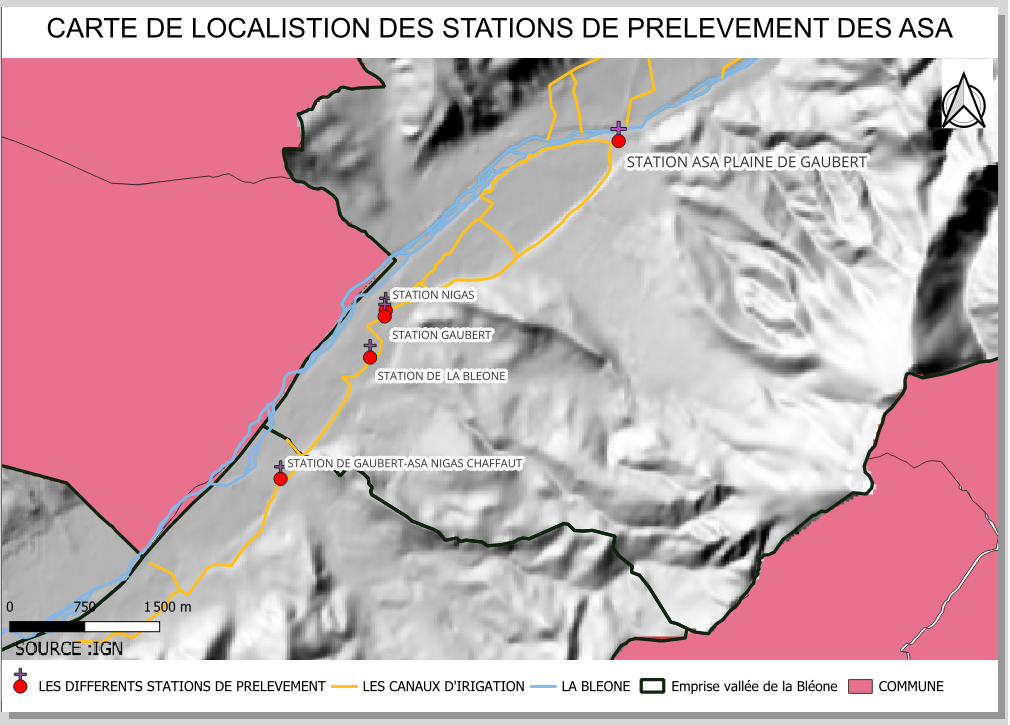 CARTE DE LOCALISTION DES STATIONS DE PRELEVEMENT DES ASA
STATION ASA PLAINE DE GAUBERT
STATION NIGAS
STATION GAUBERT
STATION DE LA BLEONE
STATION DE GAUBERT-ASA NIGAS CHAFFAUT
0 750 1 500 m
SOURCE :IGN
LES DIFFERENTS STATIONS DE PRELEVEMENT LES CANAUX D'IRIGATION LA BLEONE Emprise vallée de la Bléone COMMUNE